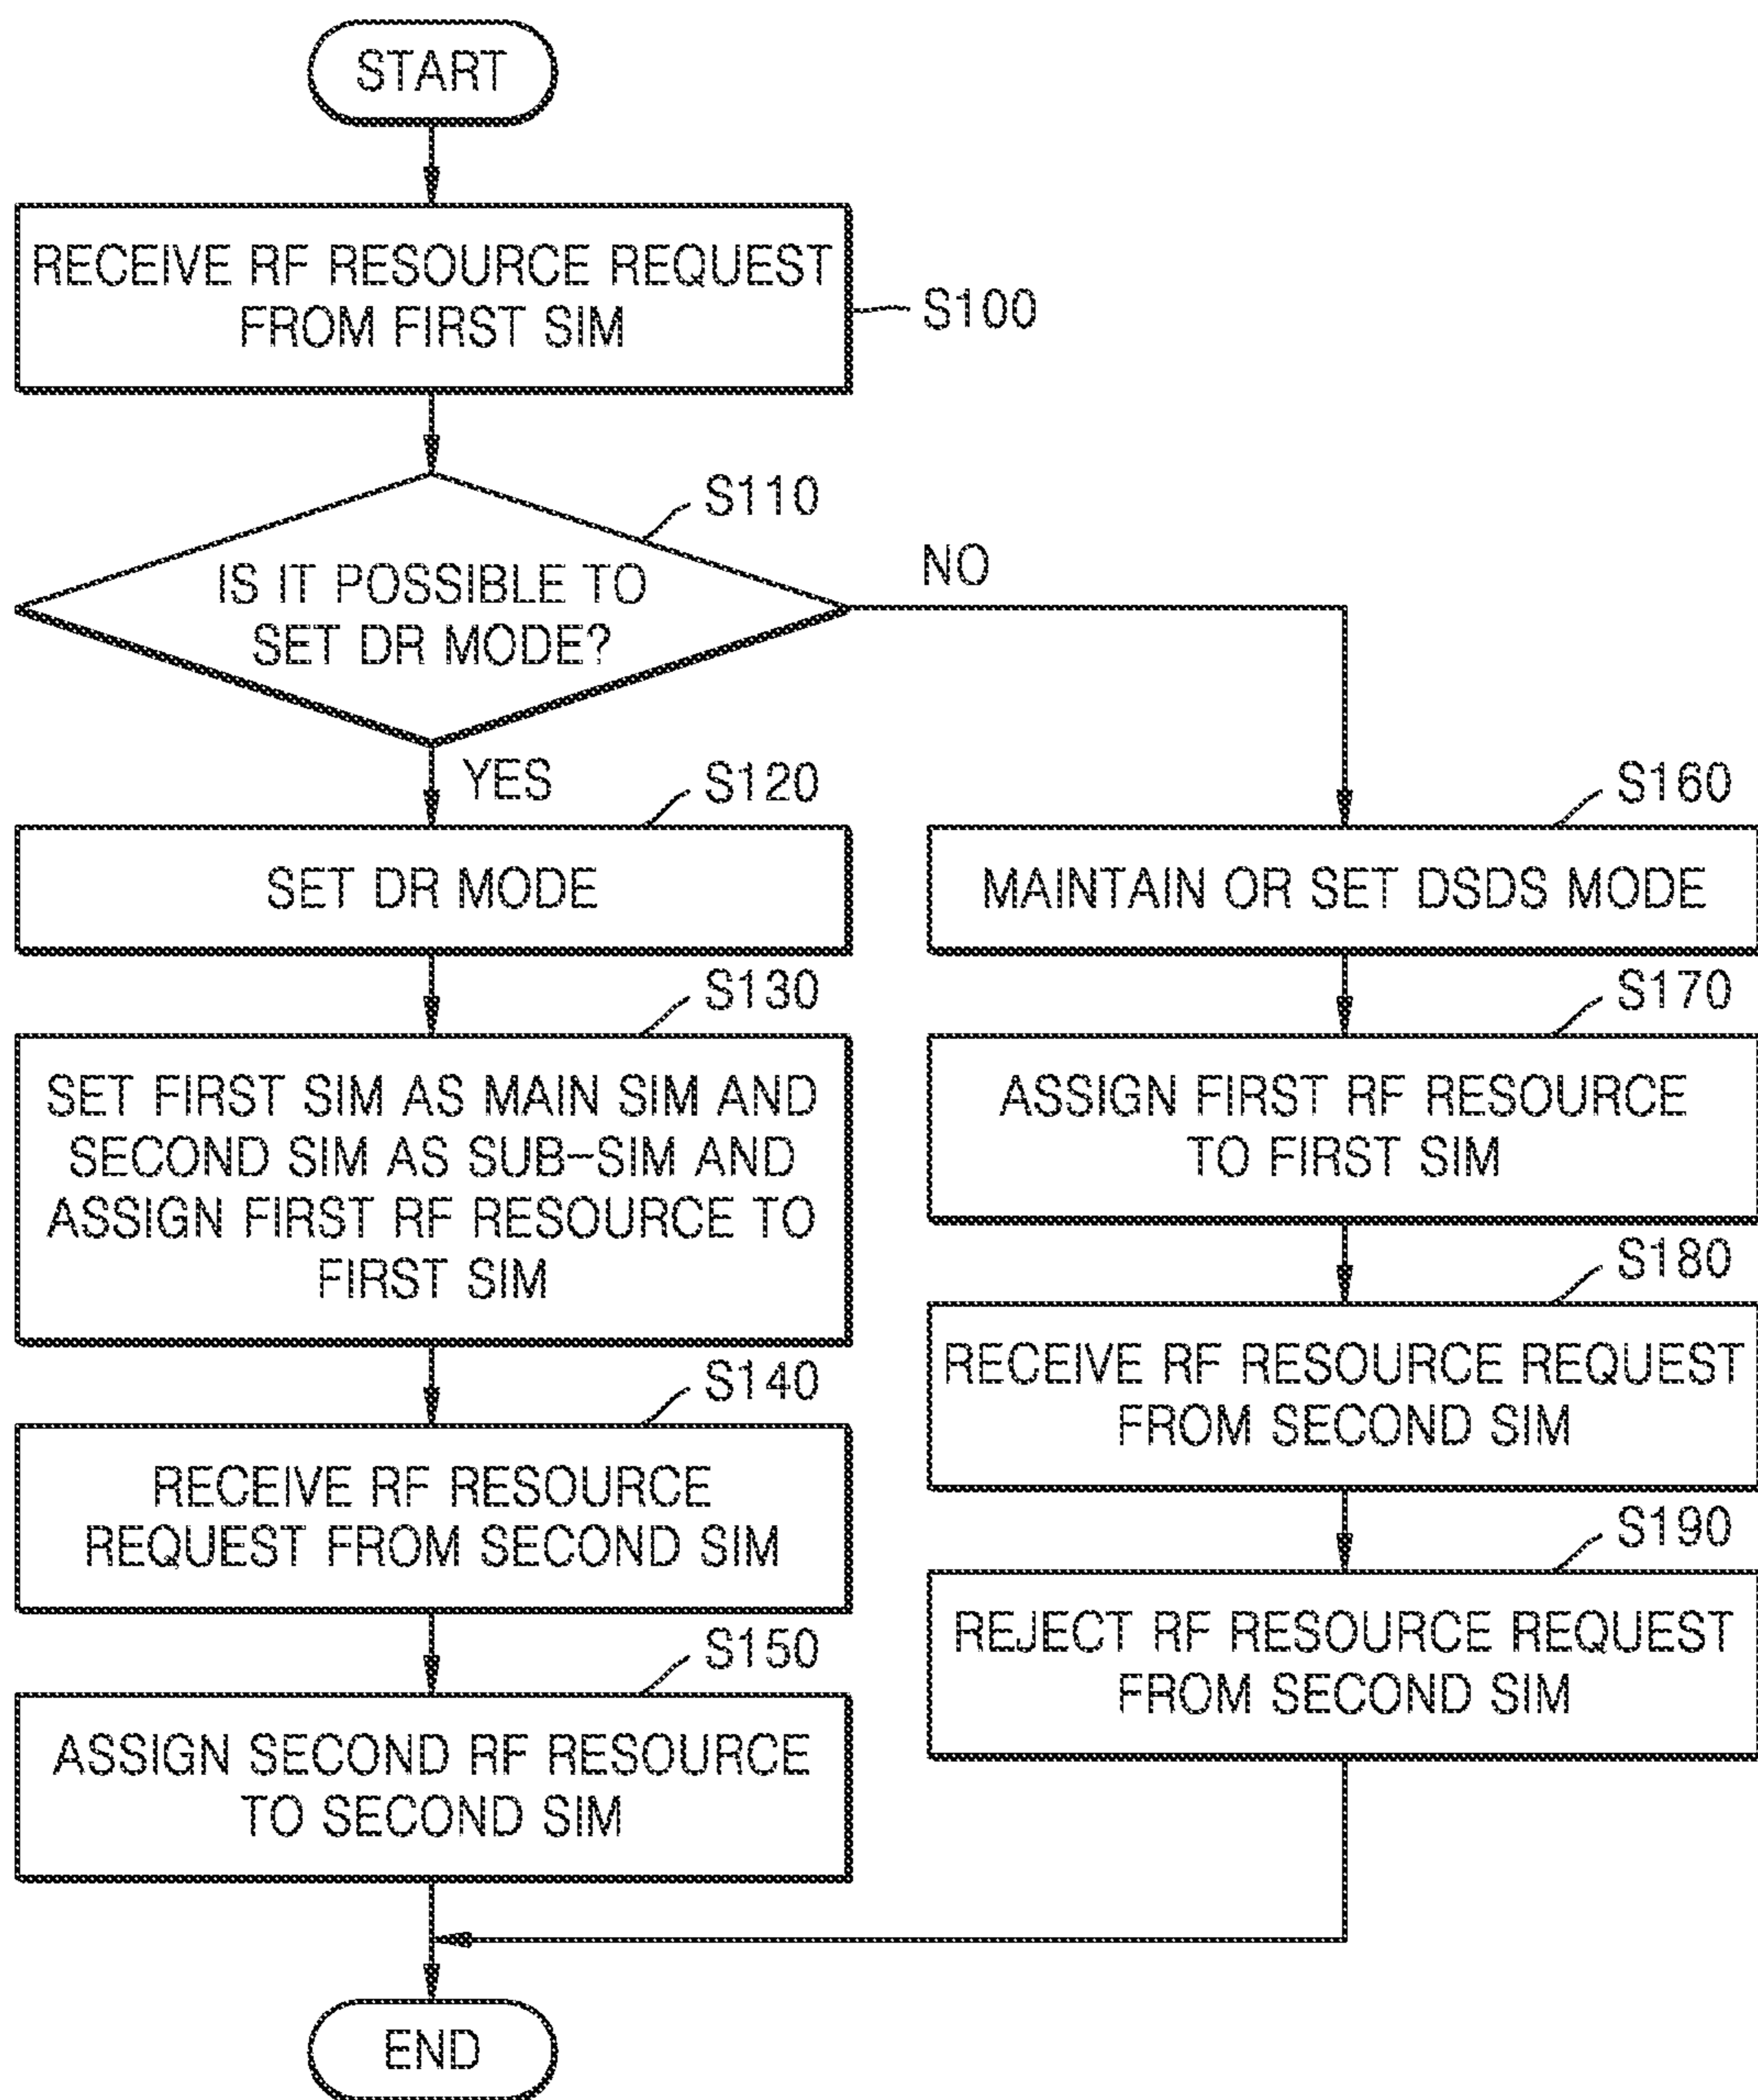 START
RECEIVE RF RESOURCE REQUEST
FROM FIRST SIM
S100
S110
IS IT POSSIBLE TO
SET DR MODE?
NO
YES
S120
SET DR MODE
S130
SET FIRST SIM AS MAIN SIM AND
SECOND SIM AS SUB-SIM AND
ASSIGN FIRST RF RESOURCE TO
FIRST SIM
S140
RECEIVE RF RESOURCE
REQUEST FROM SECOND SIM
S150
ASSIGN SECOND RF RESOURCE
TO SECOND SIM
S160
MAINTAIN OR SET DSDS MODE
S170
ASSIGN FIRST RF RESOURCE
TO FIRST SIM
S180
RECEIVE RF RESOURCE REQUEST
FROM SECOND SIM
S190
REJECT RF RESOURCE REQUEST
FROM SECOND SIM
END